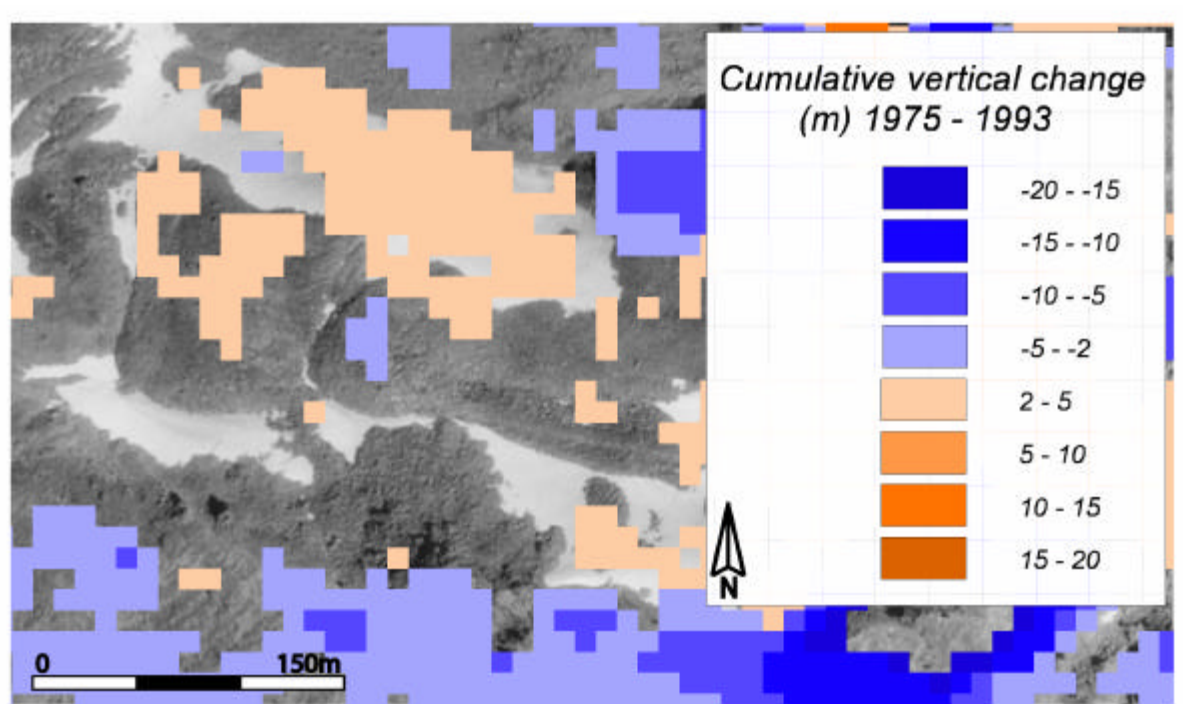 Cumulative vertical change
(m) 1975 - 1993
-20 - -15
-15 - -10
-10 - -5
-5 - -2
2 - 5
5 - 10
10 - 15
15 - 20
N
0 150m